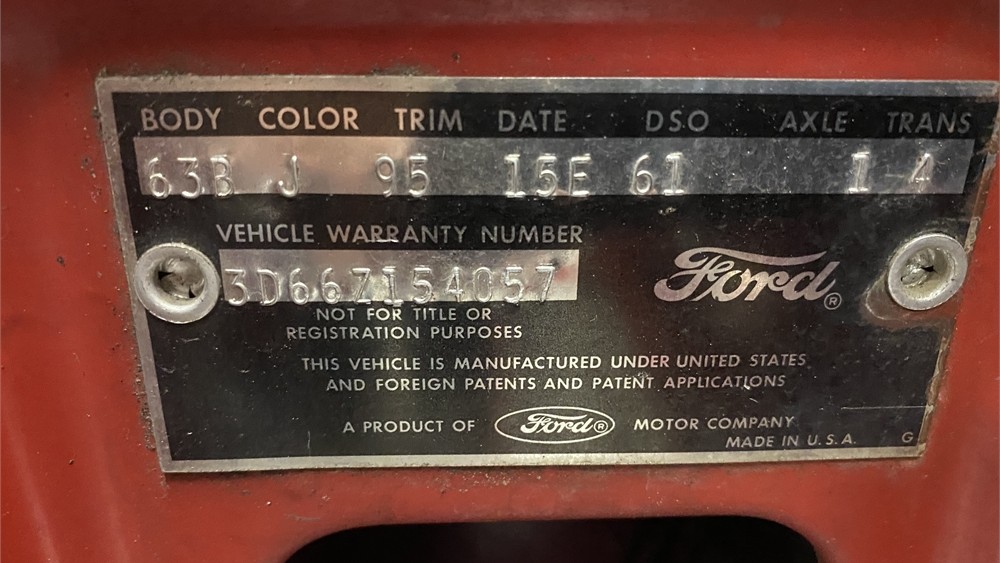 BODY COLOR TRIM DATE DSO AXLE TRANS
63B J 95 15E 61 1 4
VEHICLE WARRANTY NUMBER
3D66Z154057
Ford®
NOT FOR TITLE OR
REGISTRATION PURPOSES
THIS VEHICLE IS MANUFACTURED UNDER UNITED STATES
AND FOREIGN PATENTS AND PATENT APPLICATIONS
A PRODUCT OF Ford® MOTOR COMPANY
MADE IN U.S.A. G